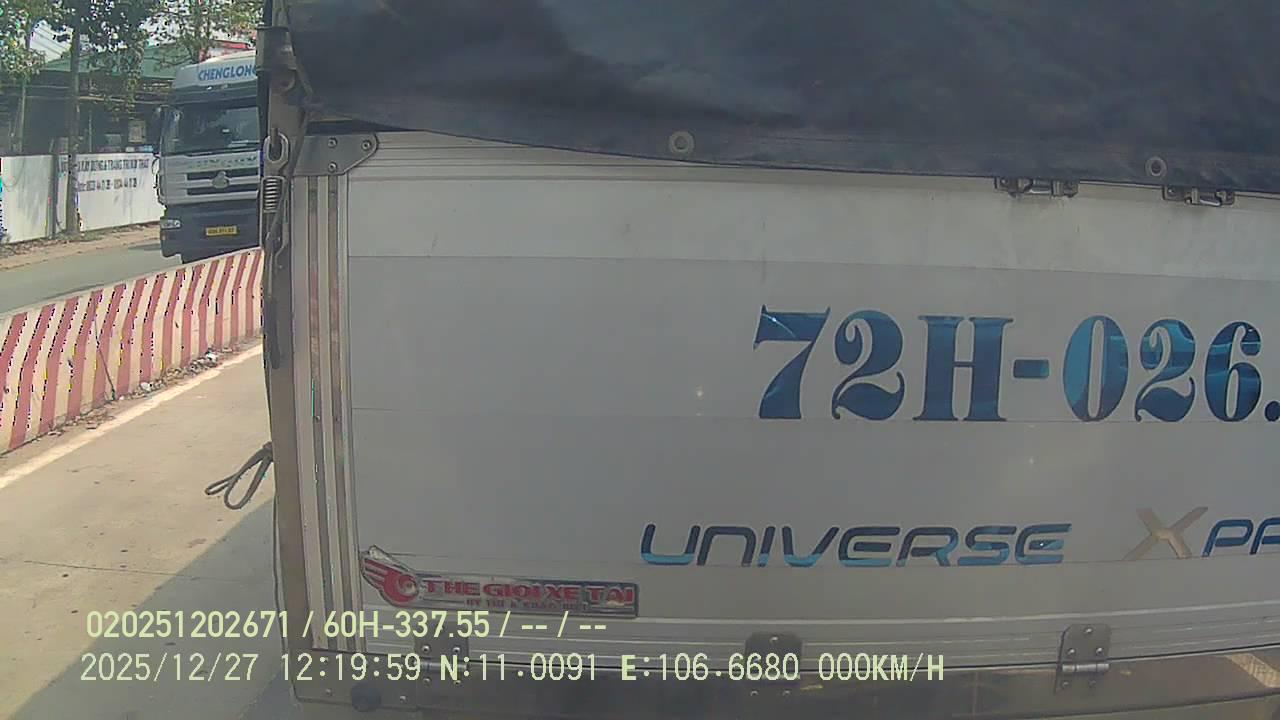 CHENGLONG
72H-026.
UNIVERSE XPA
THE GIOI XE TAI
020251202671 / 60H-337.55 / -- / --
2025/12/27 12:19:59 N:11.0091 E:106.6680 000KM/H